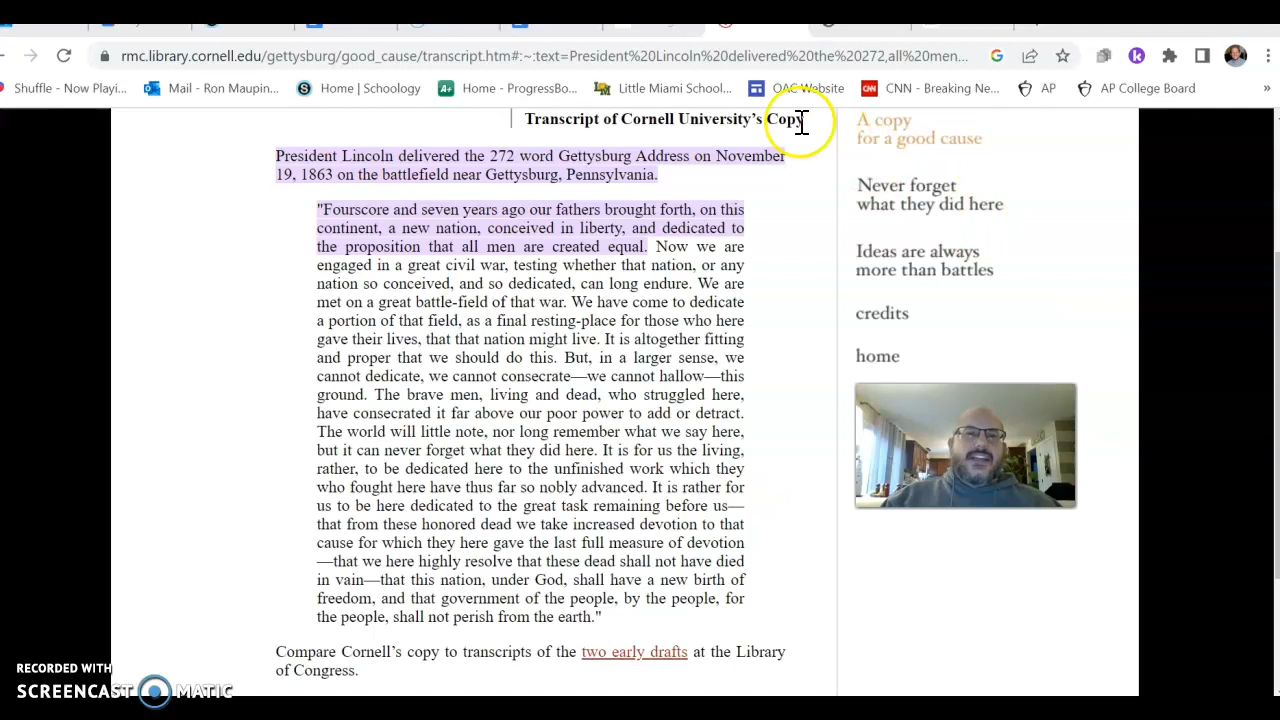 rmc.library.cornell.edu/gettysburg/good_cause/transcript.htm#:~:text=President%20Lincoln%20delivered%20the%20272,all%20men...
Shuffle - Now Playi...
Mail - Ron Maupin...
Home | Schoology
Home - ProgressBo...
Little Miami School...
OAC Website
CNN - Breaking Ne...
AP
AP College Board
»
Transcript of Cornell University’s Copy
President Lincoln delivered the 272 word Gettysburg Address on November
19, 1863 on the battlefield near Gettysburg, Pennsylvania.
"Fourscore and seven years ago our fathers brought forth, on this
continent, a new nation, conceived in liberty, and dedicated to
the proposition that all men are created equal. Now we are
engaged in a great civil war, testing whether that nation, or any
nation so conceived, and so dedicated, can long endure. We are
met on a great battle-field of that war. We have come to dedicate
a portion of that field, as a final resting-place for those who here
gave their lives, that that nation might live. It is altogether fitting
and proper that we should do this. But, in a larger sense, we
cannot dedicate, we cannot consecrate—we cannot hallow—this
ground. The brave men, living and dead, who struggled here,
have consecrated it far above our poor power to add or detract.
The world will little note, nor long remember what we say here,
but it can never forget what they did here. It is for us the living,
rather, to be dedicated here to the unfinished work which they
who fought here have thus far so nobly advanced. It is rather for
us to be here dedicated to the great task remaining before us—
that from these honored dead we take increased devotion to that
cause for which they here gave the last full measure of devotion
—that we here highly resolve that these dead shall not have died
in vain—that this nation, under God, shall have a new birth of
freedom, and that government of the people, by the people, for
the people, shall not perish from the earth."
Compare Cornell’s copy to transcripts of the two early drafts at the Library
of Congress.
A copy
for a good cause
Never forget
what they did here
Ideas are always
more than battles
credits
home
RECORDED WITH
SCREENCAST MATIC